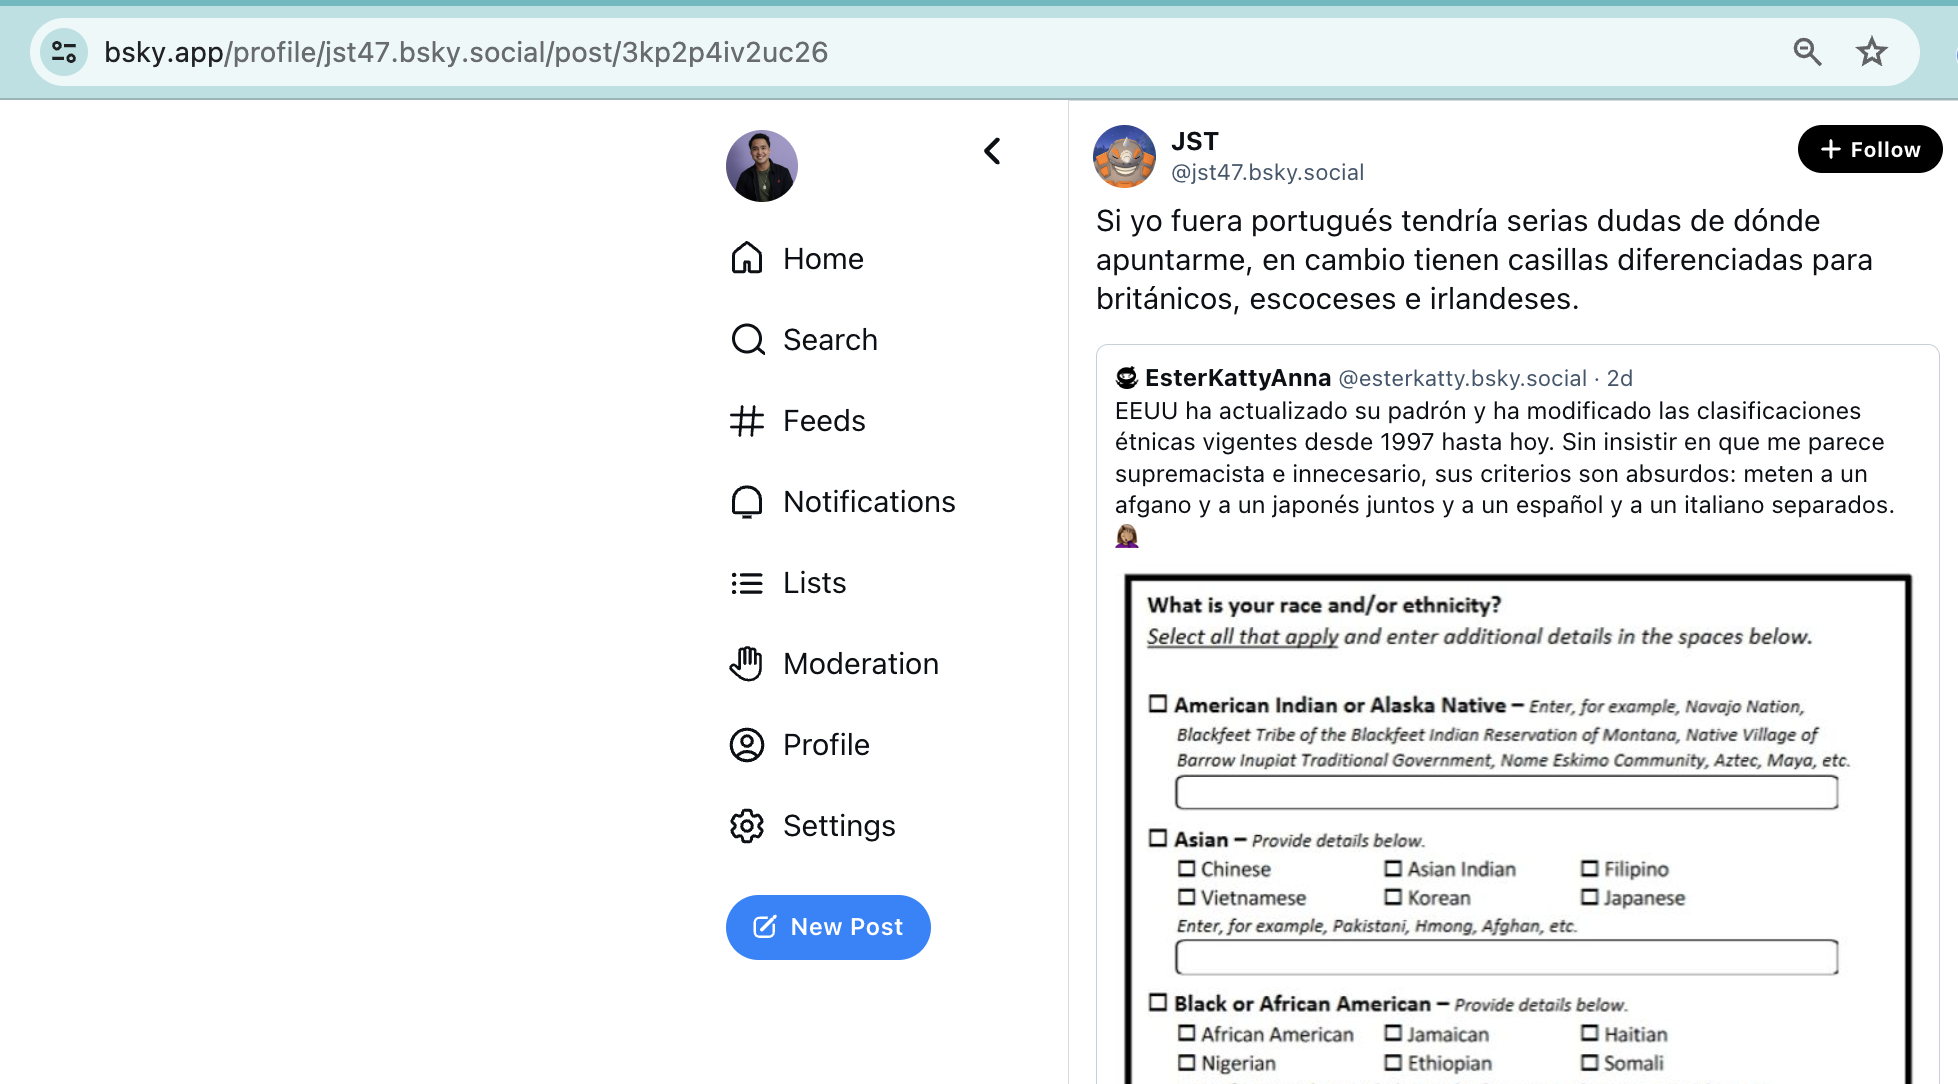 bsky.app/profile/jst47.bsky.social/post/3kp2p4iv2uc26
Home
Search
Feeds
Notifications
Lists
Moderation
Profile
Settings
New Post
JST
@jst47.bsky.social
+ Follow
Si yo fuera portugués tendría serias dudas de dónde
apuntarme, en cambio tienen casillas diferenciadas para
británicos, escoceses e irlandeses.
EsterKattyAnna @esterkatty.bsky.social · 2d
EEUU ha actualizado su padrón y ha modificado las clasificaciones
étnicas vigentes desde 1997 hasta hoy. Sin insistir en que me parece
supremacista e innecesario, sus criterios son absurdos: meten a un
afgano y a un japonés juntos y a un español y a un italiano separados.
What is your race and/or ethnicity?
Select all that apply and enter additional details in the spaces below.
American Indian or Alaska Native – Enter, for example, Navajo Nation,
Blackfeet Tribe of the Blackfeet Indian Reservation of Montana, Native Village of
Barrow Inupiat Traditional Government, Nome Eskimo Community, Aztec, Maya, etc.
Asian – Provide details below.
Chinese Asian Indian Filipino
Vietnamese Korean Japanese
Enter, for example, Pakistani, Hmong, Afghan, etc.
Black or African American – Provide details below.
African American Jamaican Haitian
Nigerian Ethiopian Somali